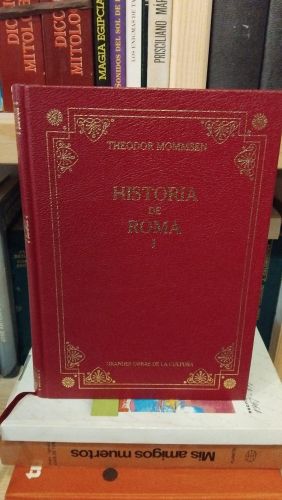 DICC
MITOLO
DICC
MITOLO
MAGIA EGIPCIA
SONIDOS DEL SOL DE
LOS ENIGMAS DE
PRISCILIANO MAR
THEODOR MOMMSEN
HISTORIA
DE
ROMA
I
GRANDES OBRAS DE LA CULTURA
Mis amigos muertos